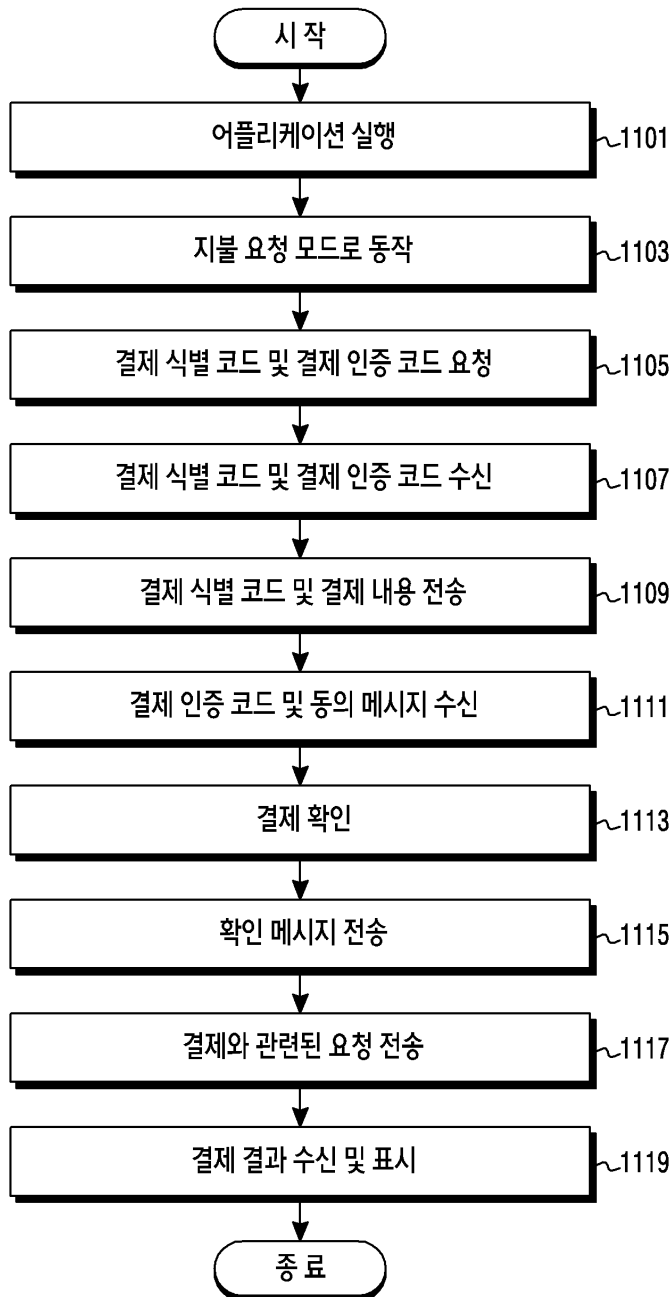 시 작
어플리케이션 실행
1101
지불 요청 모드로 동작
1103
결제 식별 코드 및 결제 인증 코드 요청
1105
결제 식별 코드 및 결제 인증 코드 수신
1107
결제 식별 코드 및 결제 내용 전송
1109
결제 인증 코드 및 동의 메시지 수신
1111
결제 확인
1113
확인 메시지 전송
1115
결제와 관련된 요청 전송
1117
결제 결과 수신 및 표시
1119
종 료